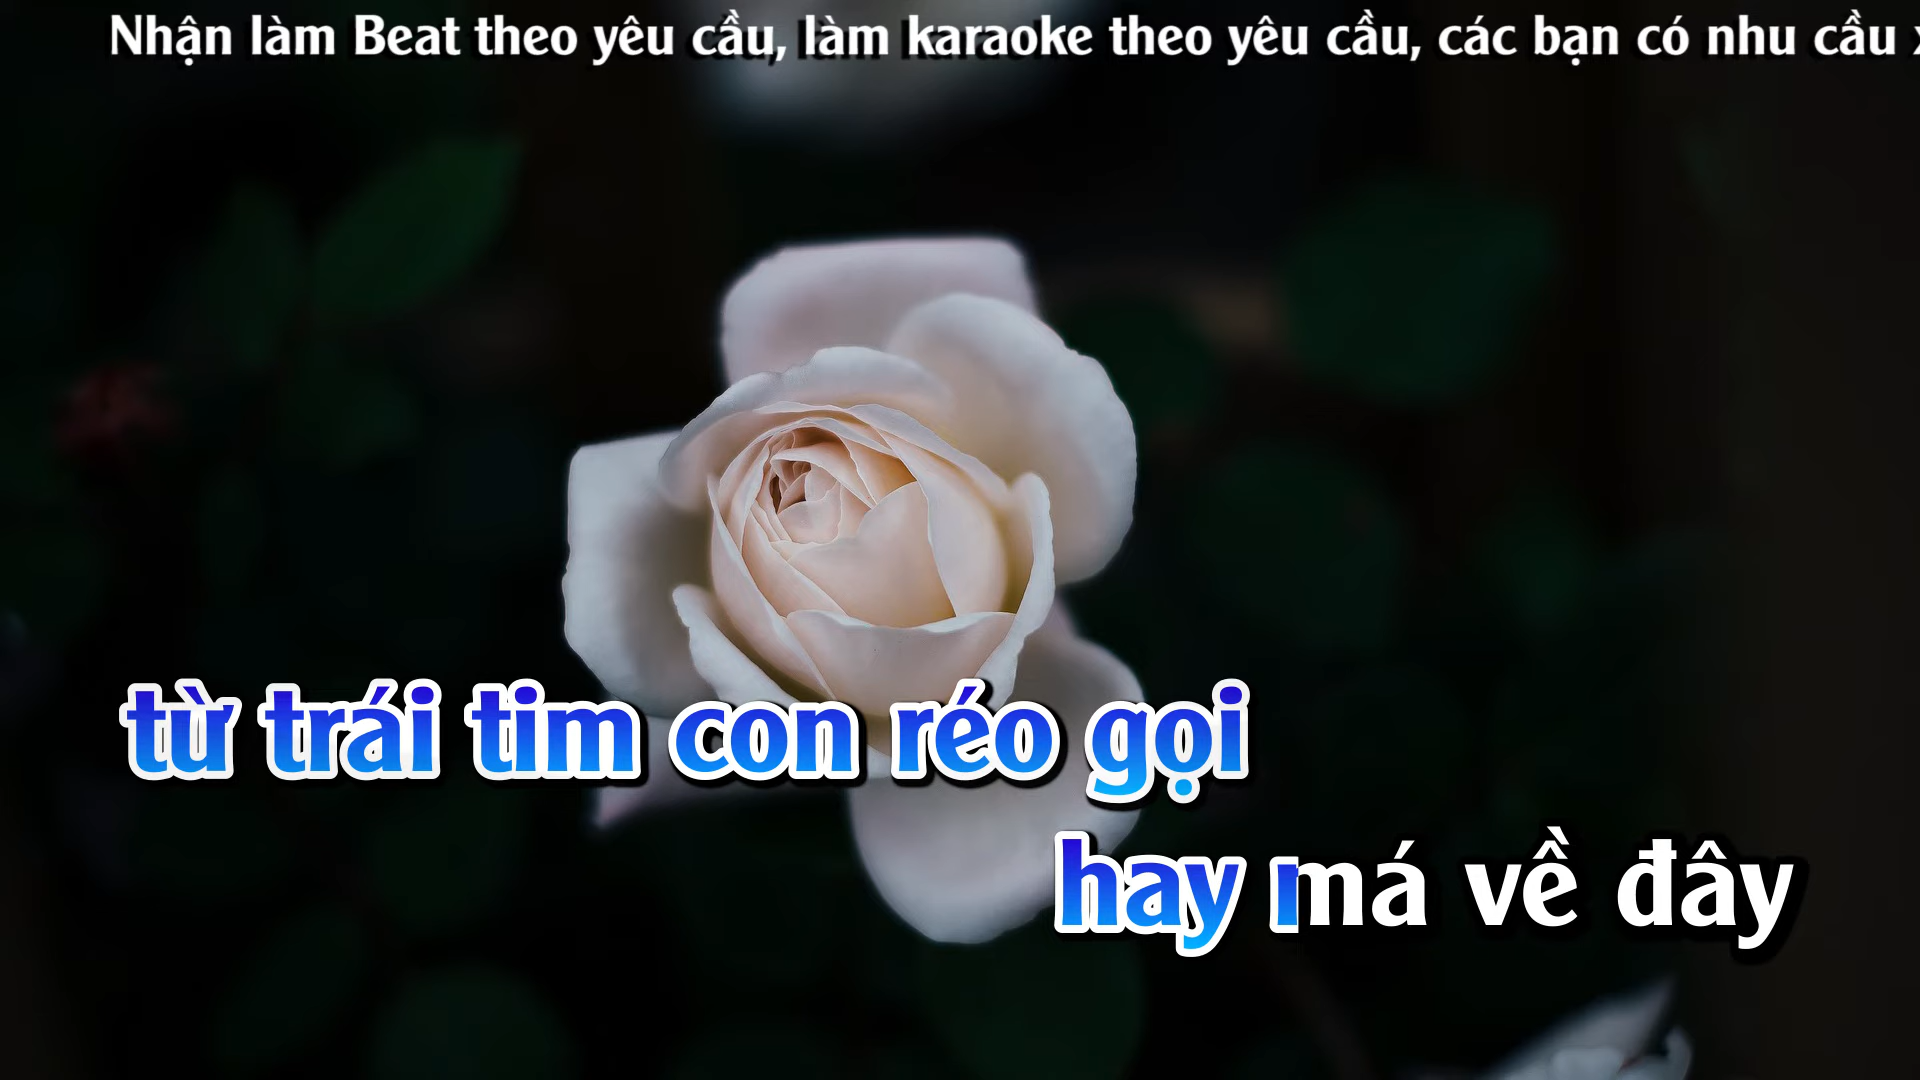 Nhận làm Beat theo yêu cầu, làm karaoke theo yêu cầu, các bạn có nhu cầu
từ trái tim con réo gọi
hay má về đây